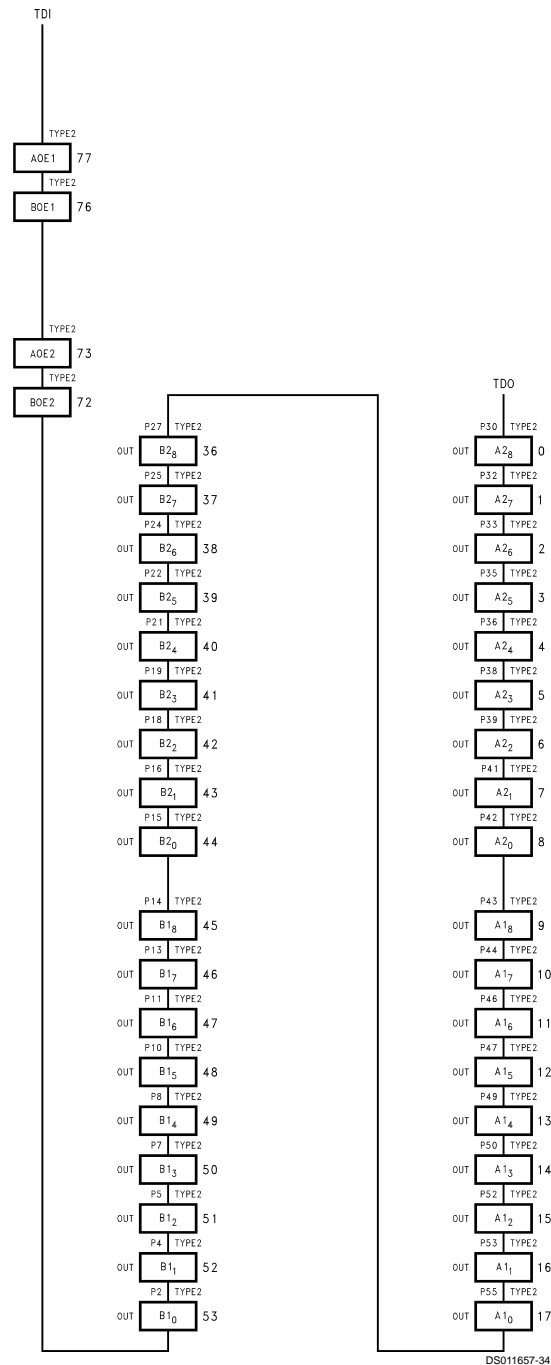 TDI
TYPE2
AOE1 77
TYPE2
BOE1 76
TYPE2
AOE2 73
TYPE2
BOE2 72
P27 TYPE2
OUT B2₈ 36
P25 TYPE2
OUT B2₇ 37
P24 TYPE2
OUT B2₆ 38
P22 TYPE2
OUT B2₅ 39
P21 TYPE2
OUT B2₄ 40
P19 TYPE2
OUT B2₃ 41
P18 TYPE2
OUT B2₂ 42
P16 TYPE2
OUT B2₁ 43
P15 TYPE2
OUT B2₀ 44
P14 TYPE2
OUT B1₈ 45
P13 TYPE2
OUT B1₇ 46
P11 TYPE2
OUT B1₆ 47
P10 TYPE2
OUT B1₅ 48
P8 TYPE2
OUT B1₄ 49
P7 TYPE2
OUT B1₃ 50
P5 TYPE2
OUT B1₂ 51
P4 TYPE2
OUT B1₁ 52
P2 TYPE2
OUT B1₀ 53
TDO
P30 TYPE2
OUT A2₈ 0
P32 TYPE2
OUT A2₇ 1
P33 TYPE2
OUT A2₆ 2
P35 TYPE2
OUT A2₅ 3
P36 TYPE2
OUT A2₄ 4
P38 TYPE2
OUT A2₃ 5
P39 TYPE2
OUT A2₂ 6
P41 TYPE2
OUT A2₁ 7
P42 TYPE2
OUT A2₀ 8
P43 TYPE2
OUT A1₈ 9
P44 TYPE2
OUT A1₇ 10
P46 TYPE2
OUT A1₆ 11
P47 TYPE2
OUT A1₅ 12
P49 TYPE2
OUT A1₄ 13
P50 TYPE2
OUT A1₃ 14
P52 TYPE2
OUT A1₂ 15
P53 TYPE2
OUT A1₁ 16
P55 TYPE2
OUT A1₀ 17
DS011657-34